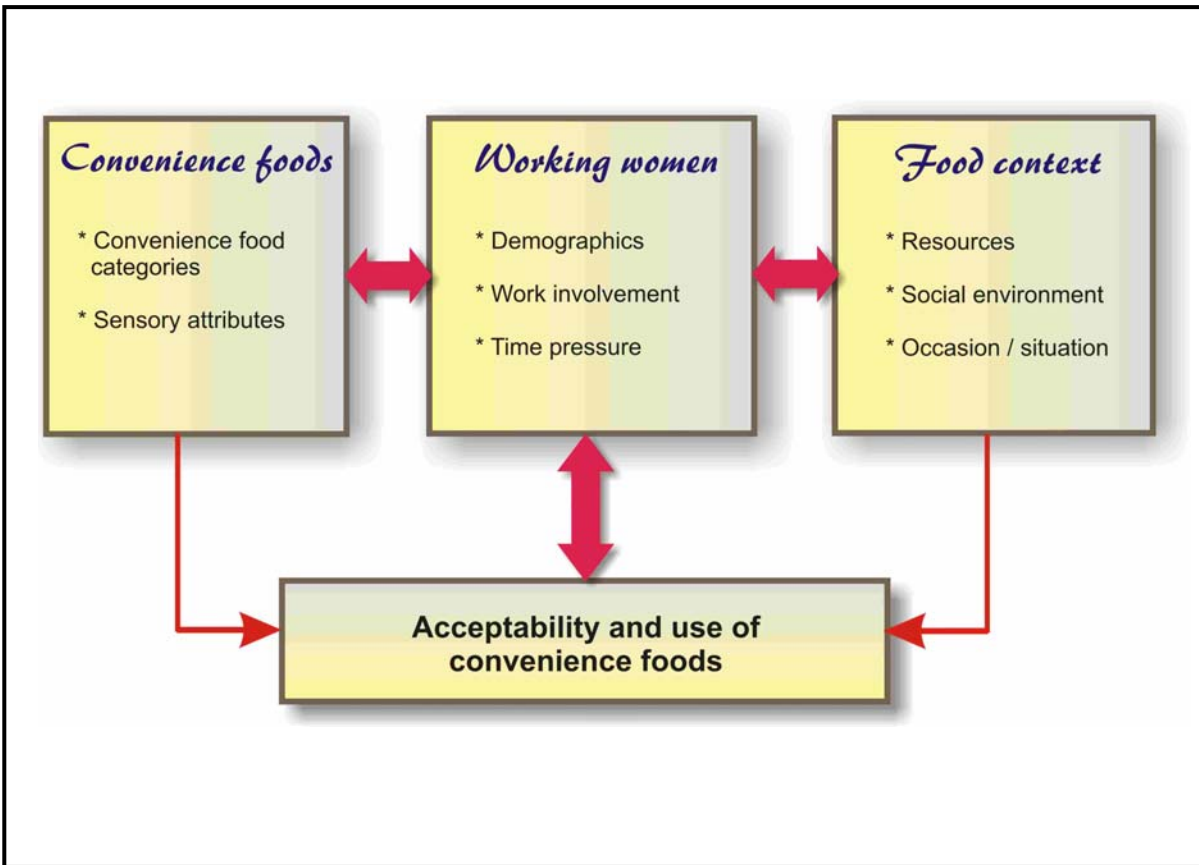 Convenience foods
* Convenience food
categories
* Sensory attributes
Working women
* Demographics
* Work involvement
* Time pressure
Food context
* Resources
* Social environment
* Occasion / situation
Acceptability and use of
convenience foods